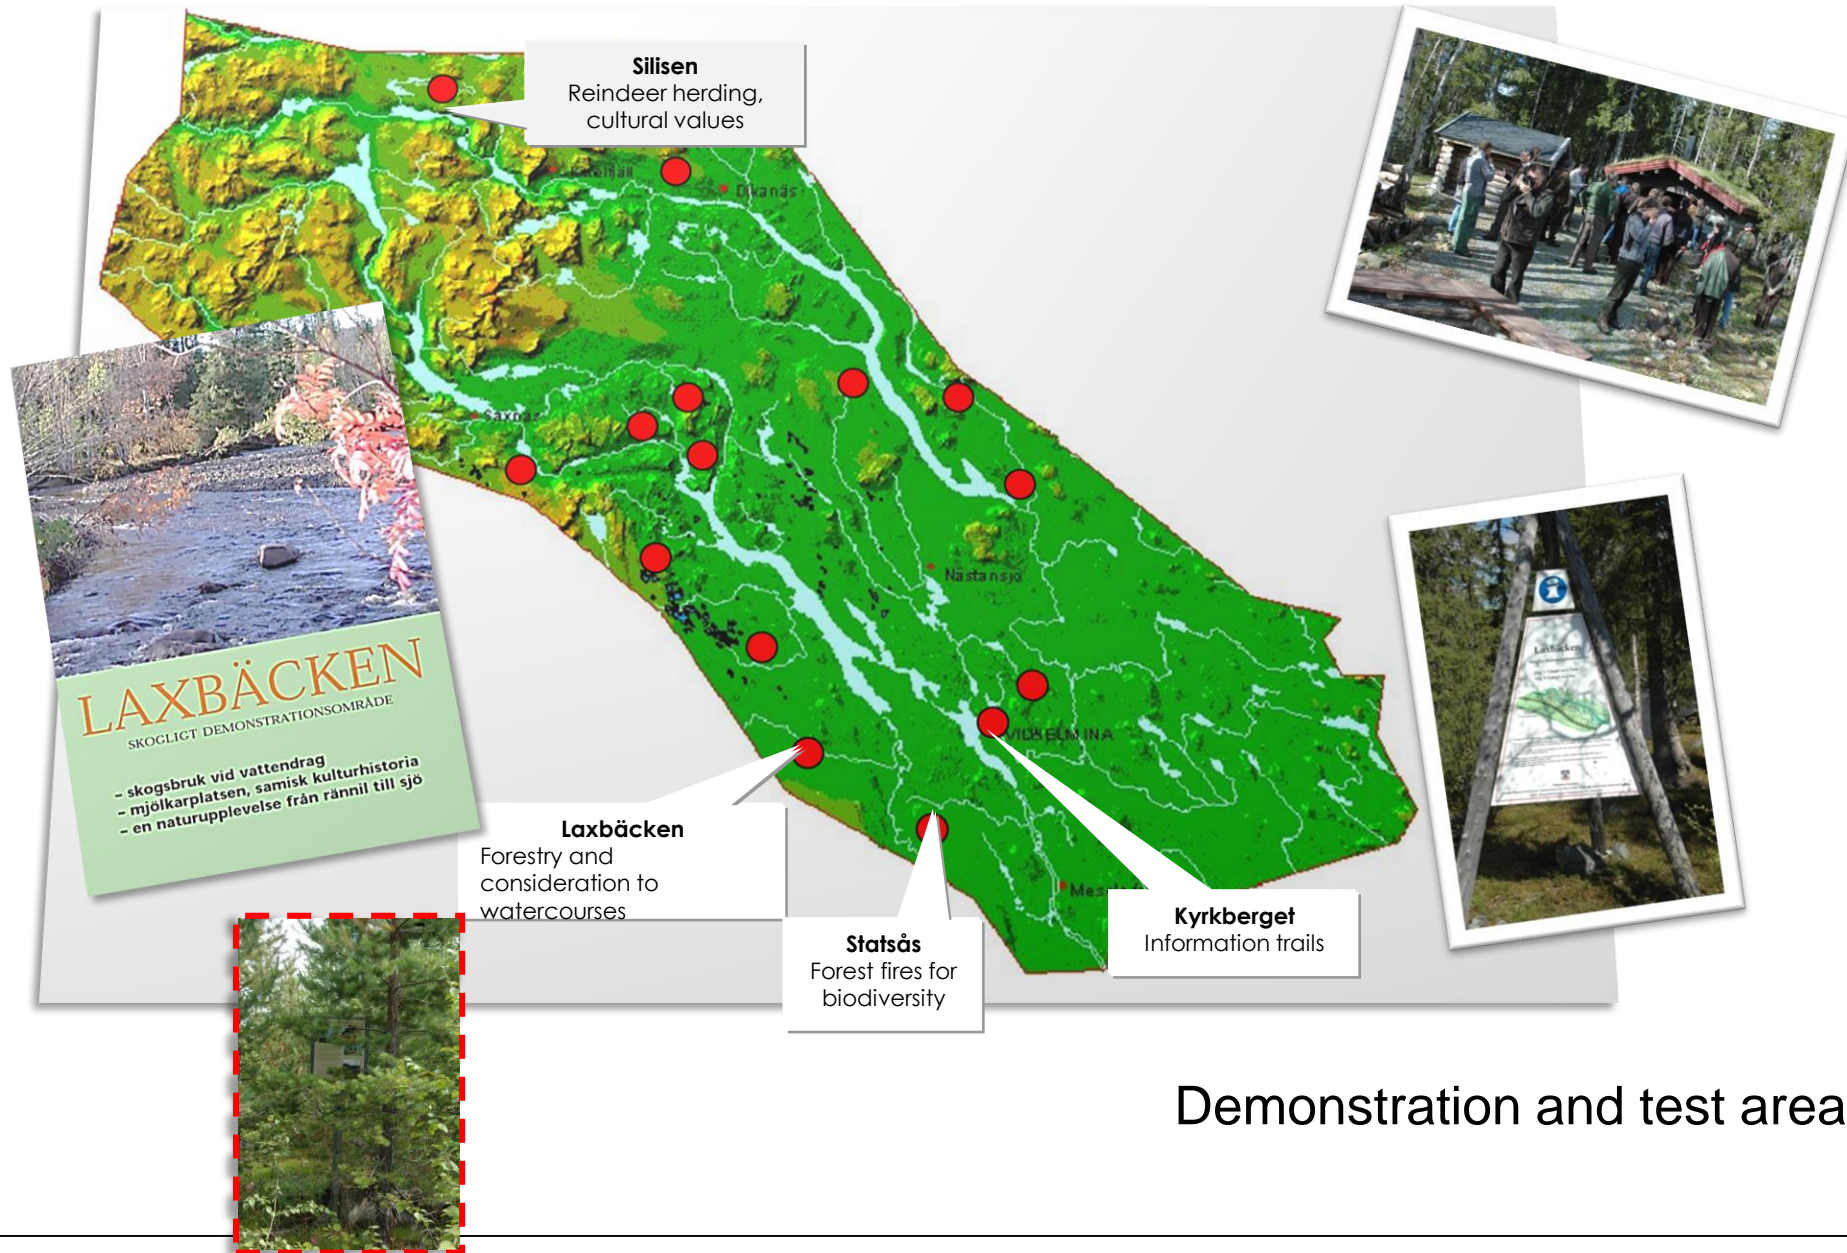 Silisen
Reindeer herding,
cultural values
Dikanäs
Saxnäs
Nästansjö
VILHELMINA
LAXBÄCKEN
SKOGLIGT DEMONSTRATIONSOMRÅDE
– skogsbruk vid vattendrag
– mjölkarplatsen, samisk kulturhistoria
– en naturupplevelse från rännil till sjö
Laxbäcken
Forestry and
consideration to
watercourses
Statsås
Forest fires for
biodiversity
Kyrkberget
Information trails
Laxbäcken
Demonstration and test area